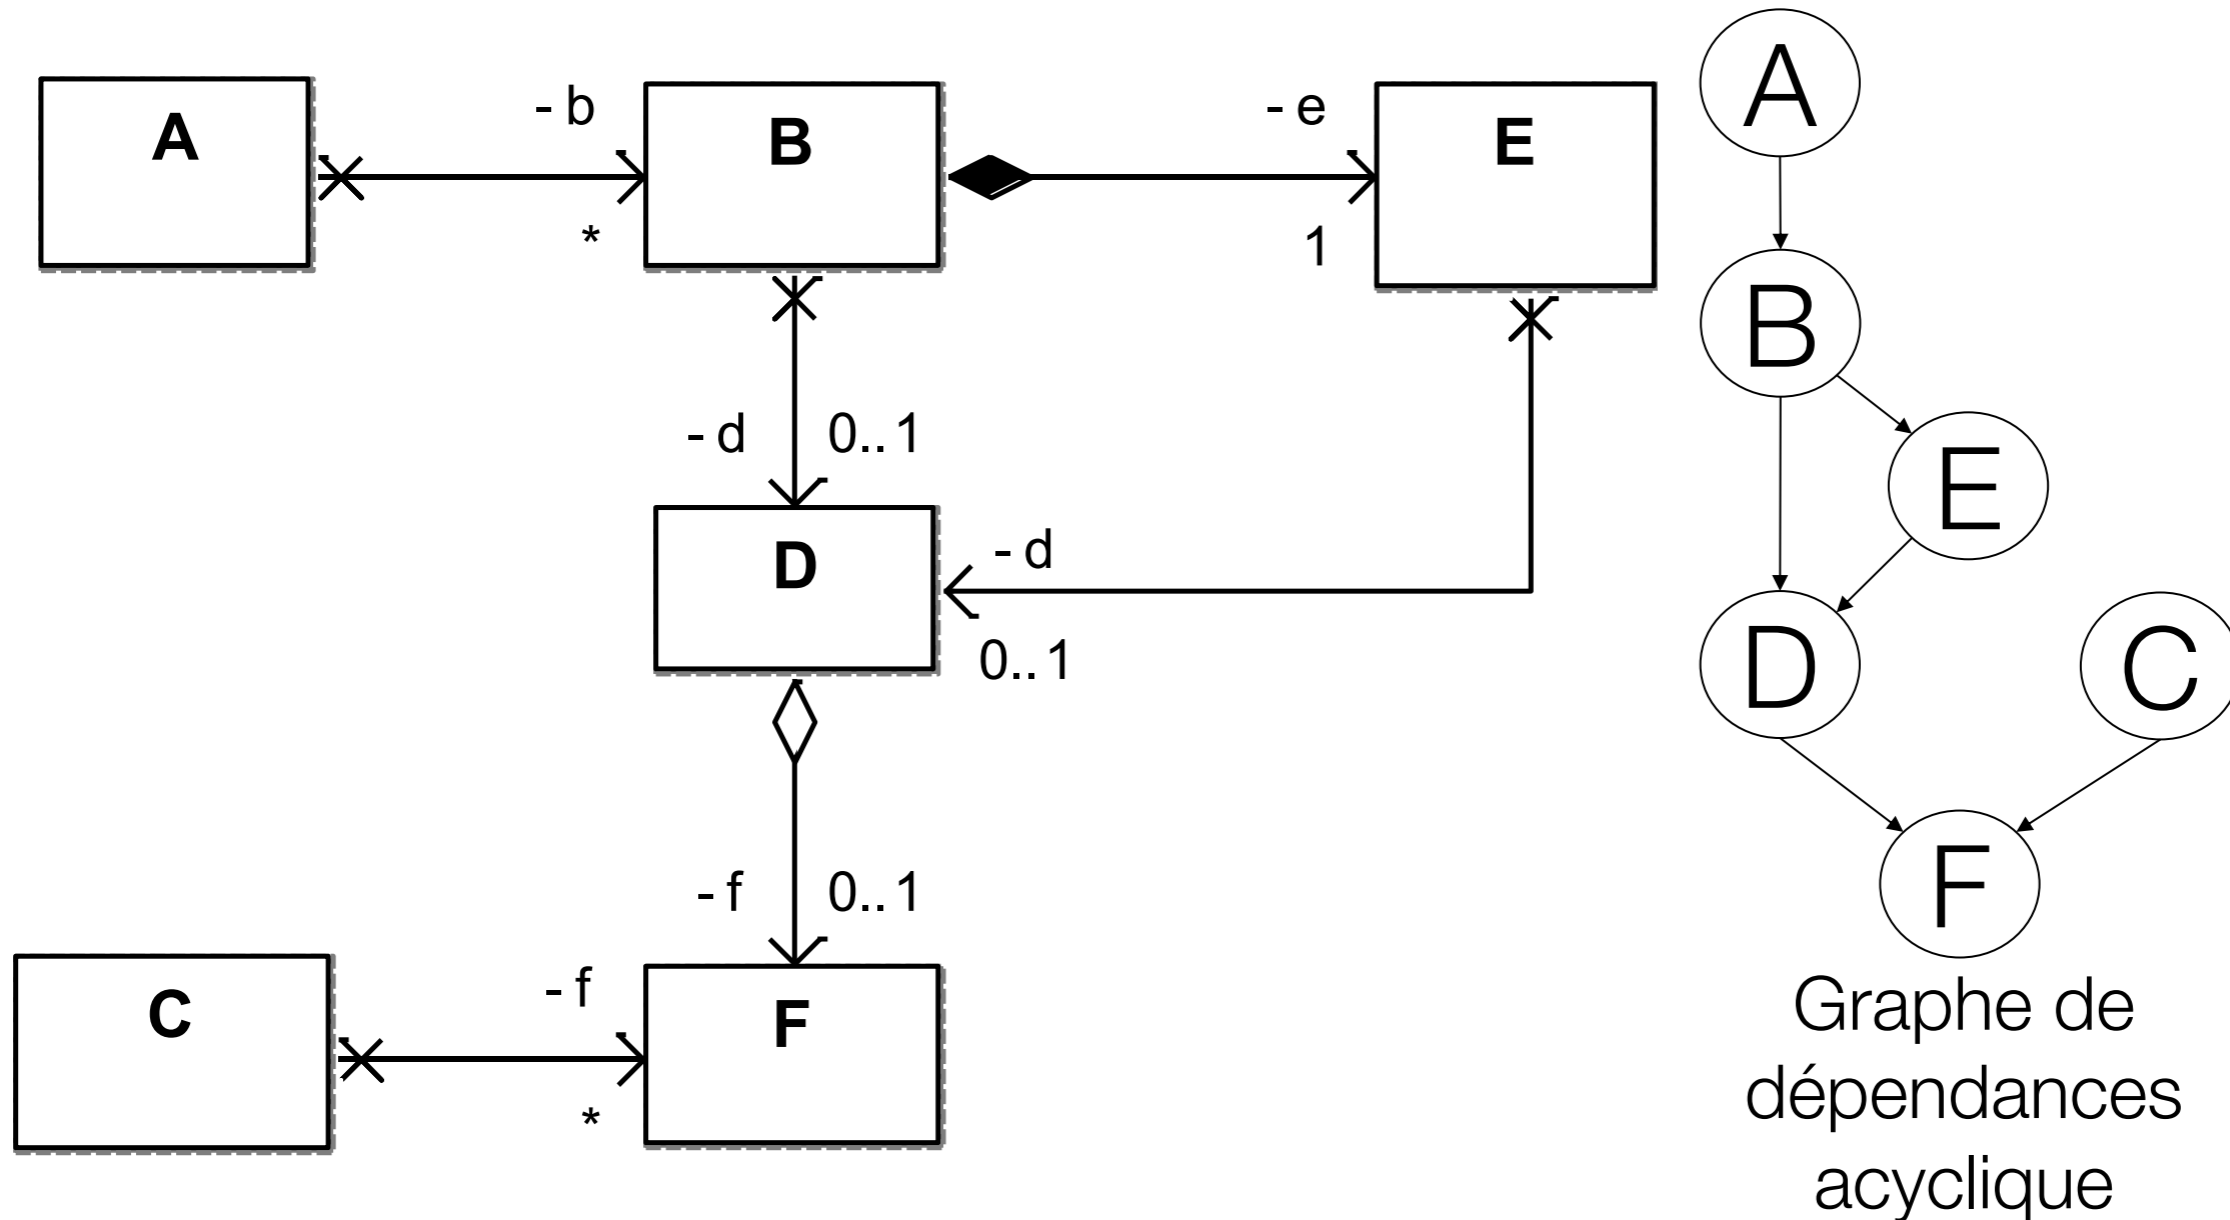 A
- b
*
B
- e
1
E
- d
0..1
D
- d
0..1
- f
0..1
C
- f
*
F
A
B
E
D
C
F
Graphe de
dépendances
acyclique